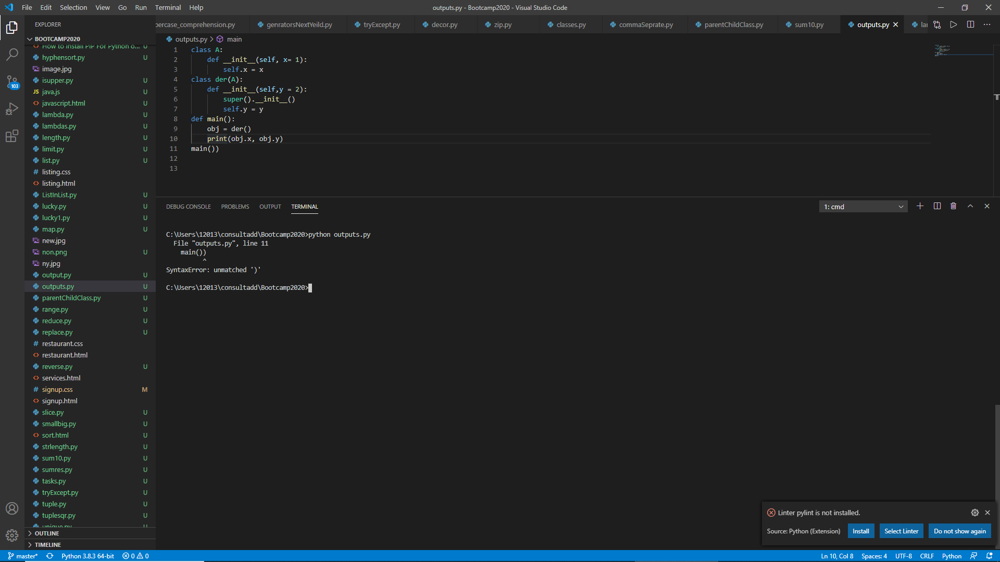 File Edit Selection View Go Run Terminal Help
outputs.py - Bootcamp2020 - Visual Studio Code
EXPLORER
BOOTCAMP2020
How to Install PIP For Python o... U
hyphensort.py U
image.jpg
isupper.py U
JS java.js U
javascript.html U
lambda.py U
lambdas.py U
length.py U
limit.py U
list.py U
# listing.css
listing.html
ListInList.py U
lucky.py U
lucky1.py U
map.py U
new.jpg
non.png U
ny.jpg
output.py U
outputs.py U
parentChildClass.py U
range.py U
reduce.py U
replace.py U
# restaurant.css
restaurant.html
reverse.py U
services.html
# signup.css M
signup.html
slice.py U
smallbig.py U
sort.html U
strlength.py U
sum10.py U
sumres.py U
tasks.py U
tryExcept.py U
tuple.py U
tuplesqr.py U
unique.py U
OUTLINE
TIMELINE
103
percase_comprehension.py genratorsNextYeild.py tryExcept.py decor.py zip.py classes.py commaSeprate.py parentChildClass.py sum10.py outputs.py lar
outputs.py > main
1 class A:
2 def __init__(self, x= 1):
3 self.x = x
4 class der(A):
5 def __init__(self,y = 2):
6 super().__init__()
7 self.y = y
8 def main():
9 obj = der()
10 print(obj.x, obj.y)
11 main())
12
13
DEBUG CONSOLE PROBLEMS OUTPUT TERMINAL
1: cmd
C:\Users\12013\consultadd\Bootcamp2020>python outputs.py
File "outputs.py", line 11
main())
^
SyntaxError: unmatched ')'
C:\Users\12013\consultadd\Bootcamp2020>
Linter pylint is not installed.
Source: Python (Extension) Install Select Linter Do not show again
master* Python 3.8.3 64-bit 0 0 Ln 10, Col 8 Spaces: 4 UTF-8 CRLF Python